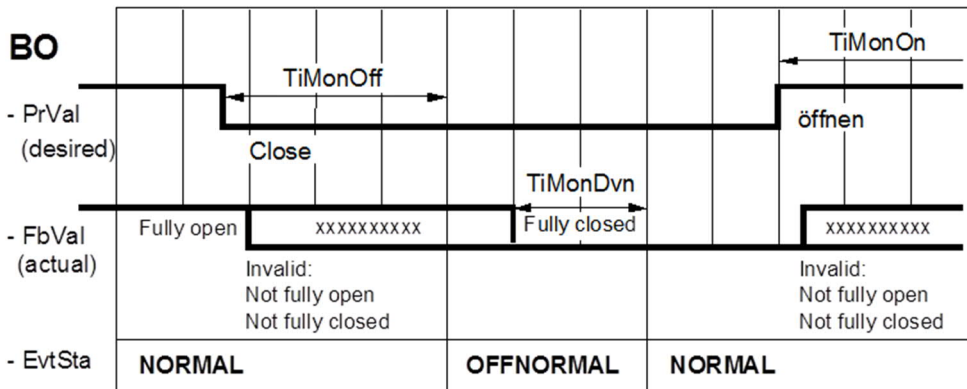 BO
TiMonOn
TiMonOff
- PrVal
(desired)
öffnen
Close
TiMonDvn
- FbVal
(actual)
Fully open
xxxxxxxxxx
Fully closed
xxxxxxxxxx
Invalid:
Not fully open
Not fully closed
Invalid:
Not fully open
Not fully closed
- EvtSta
NORMAL
OFFNORMAL
NORMAL